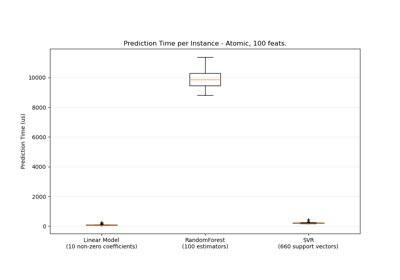 Prediction Time per Instance - Atomic, 100 feats.
Prediction Time (us)
10000
8000
6000
4000
2000
0
Linear Model
(10 non-zero coefficients)
RandomForest
(100 estimators)
SVR
(660 support vectors)